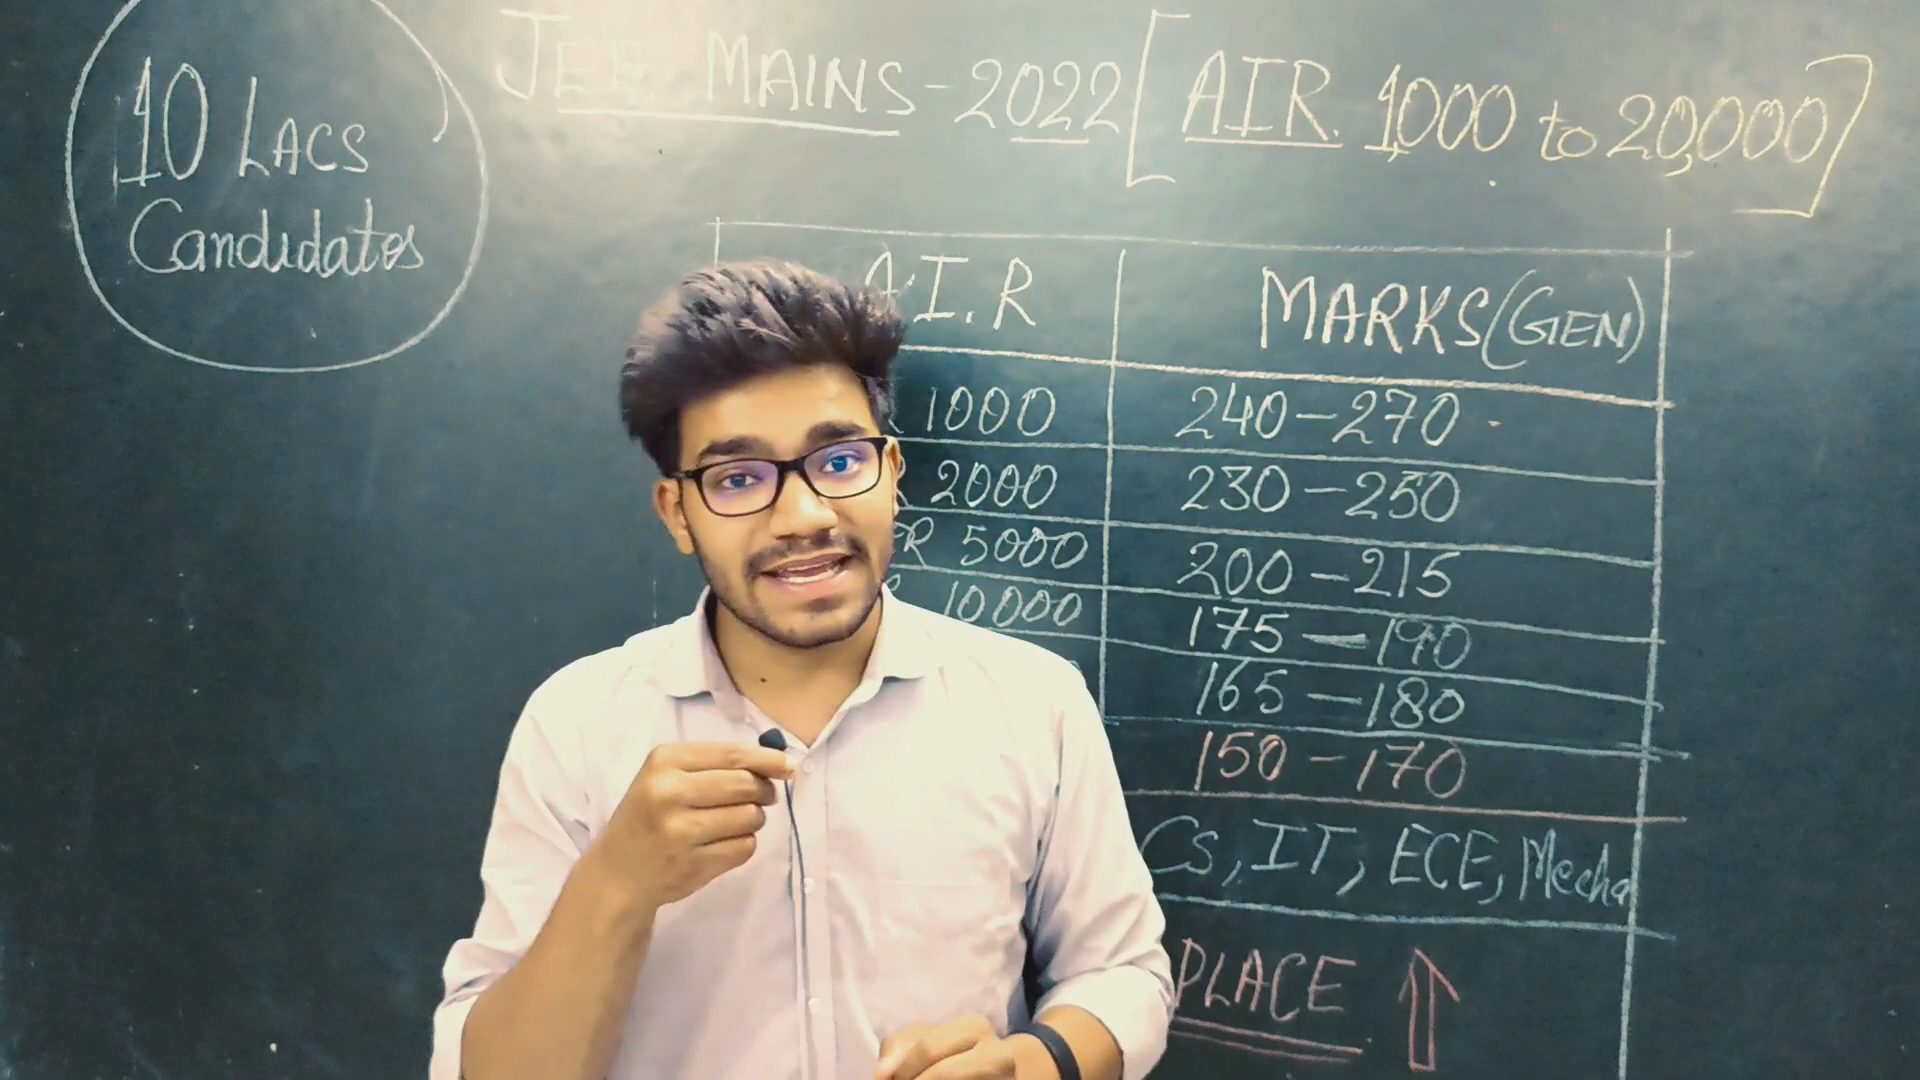 10 LACS
Candidates
JEE MAINS-2022 [AIR. 1,000 to 20,000]
A.I.R MARKS(GEN)
1000 240-270
2000 230-250
5000 200-215
10000 175-190
165-180
150-170
CS, IT, ECE, Mecha
PLACE ↑